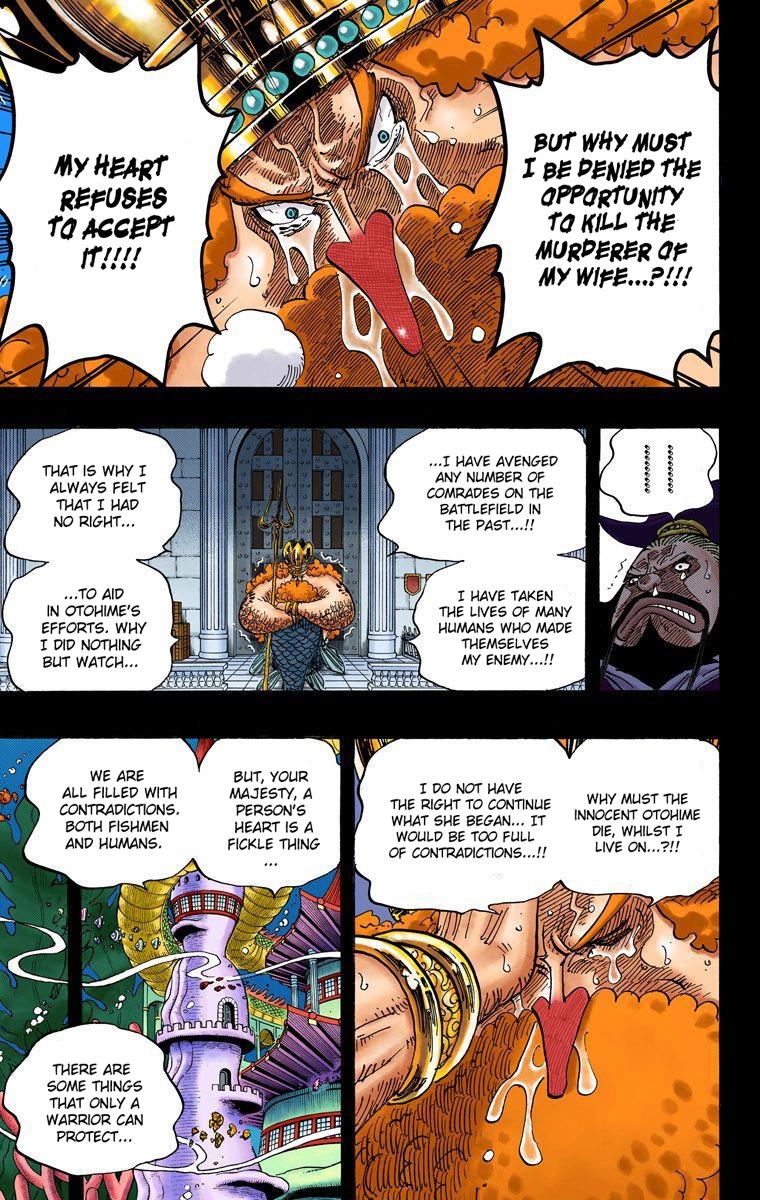 BUT WHY MUST
I BE DENIED THE
OPPORTUNITY
TO KILL THE
MURDERER OF
MY WIFE...?!!!
MY HEART
REFUSES
TO ACCEPT
IT!!!!
...I HAVE AVENGED
ANY NUMBER OF
COMRADES ON THE
BATTLEFIELD IN
THE PAST...!!
I HAVE TAKEN
THE LIVES OF MANY
HUMANS WHO MADE
THEMSELVES
MY ENEMY...!!
THAT IS WHY I
ALWAYS FELT
THAT I HAD
NO RIGHT...
...TO AID
IN OTOHIME'S
EFFORTS. WHY
I DID NOTHING
BUT WATCH...
WHY MUST THE
INNOCENT OTOHIME
DIE, WHILST I
LIVE ON...?!!
I DO NOT HAVE
THE RIGHT TO CONTINUE
WHAT SHE BEGAN... IT
WOULD BE TOO FULL
OF CONTRADICTIONS...!!
BUT, YOUR
MAJESTY, A
PERSON'S
HEART IS A
FICKLE THING
...
WE ARE
ALL FILLED WITH
CONTRADICTIONS.
BOTH FISHMEN
AND HUMANS.
THERE ARE
SOME THINGS
THAT ONLY A
WARRIOR CAN
PROTECT...